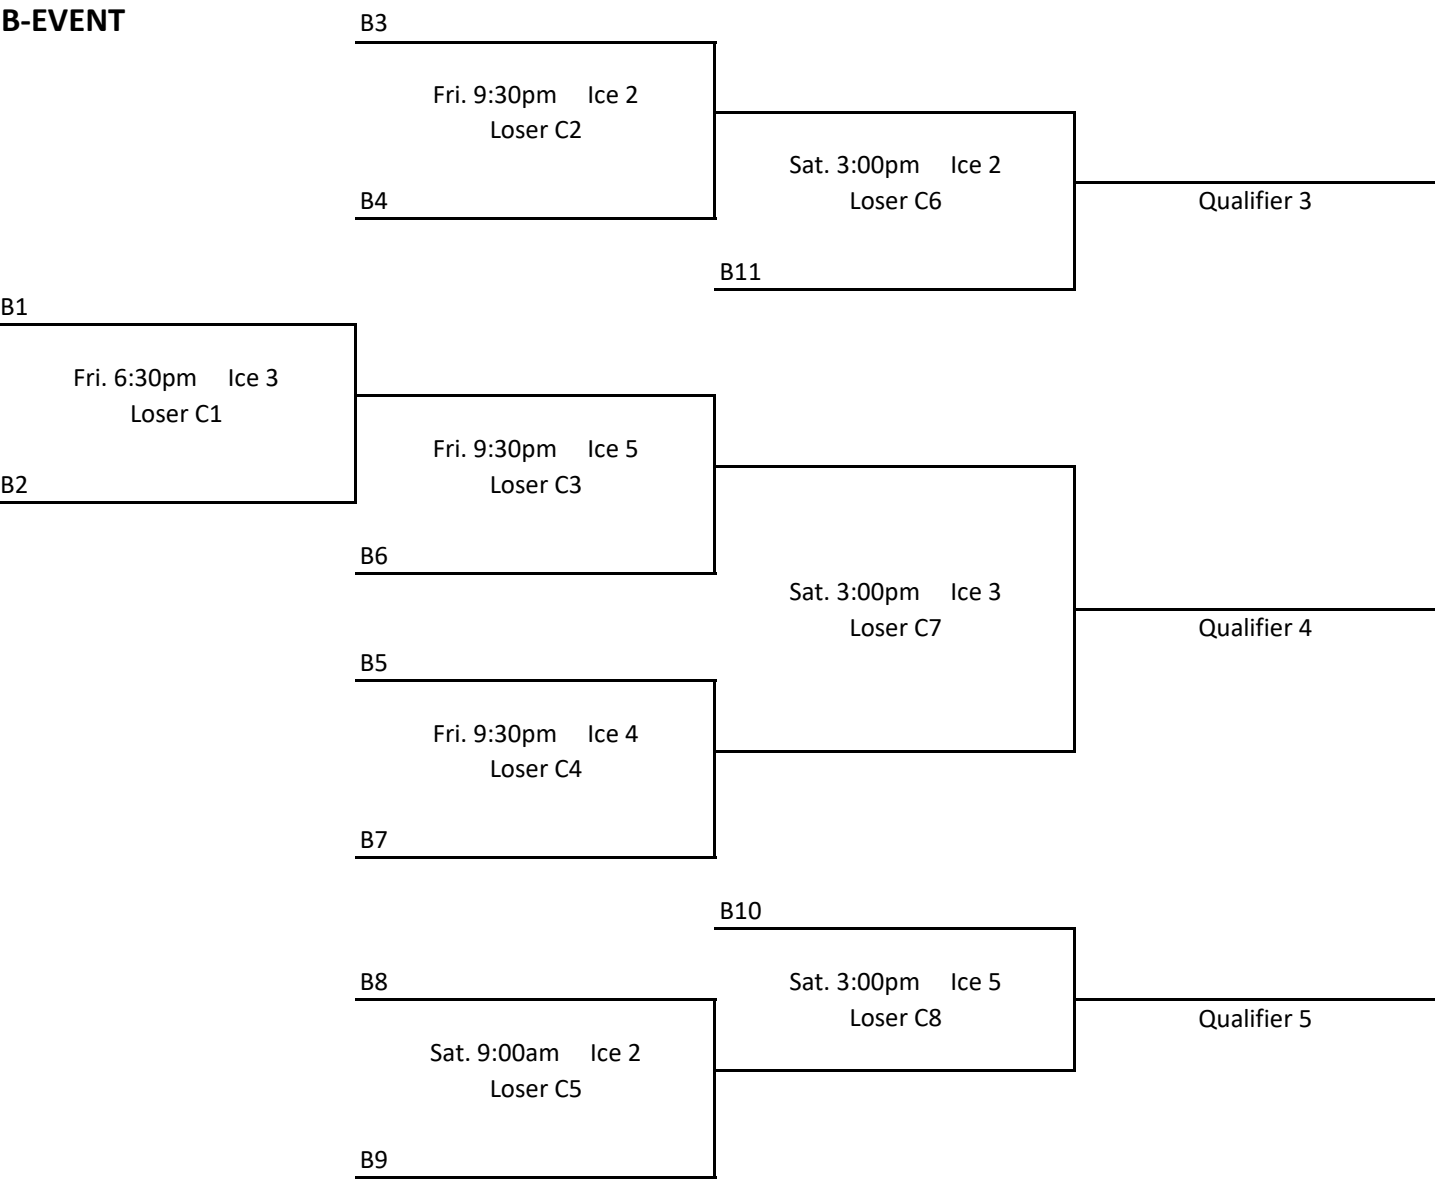 B-EVENT
B3
Fri. 9:30pm Ice 2
Loser C2
B4
Sat. 3:00pm Ice 2
Loser C6
Qualifier 3
B11
B1
Fri. 6:30pm Ice 3
Loser C1
B2
Fri. 9:30pm Ice 5
Loser C3
B6
Sat. 3:00pm Ice 3
Loser C7
Qualifier 4
B5
Fri. 9:30pm Ice 4
Loser C4
B7
B10
Sat. 3:00pm Ice 5
Loser C8
Qualifier 5
B8
Sat. 9:00am Ice 2
Loser C5
B9